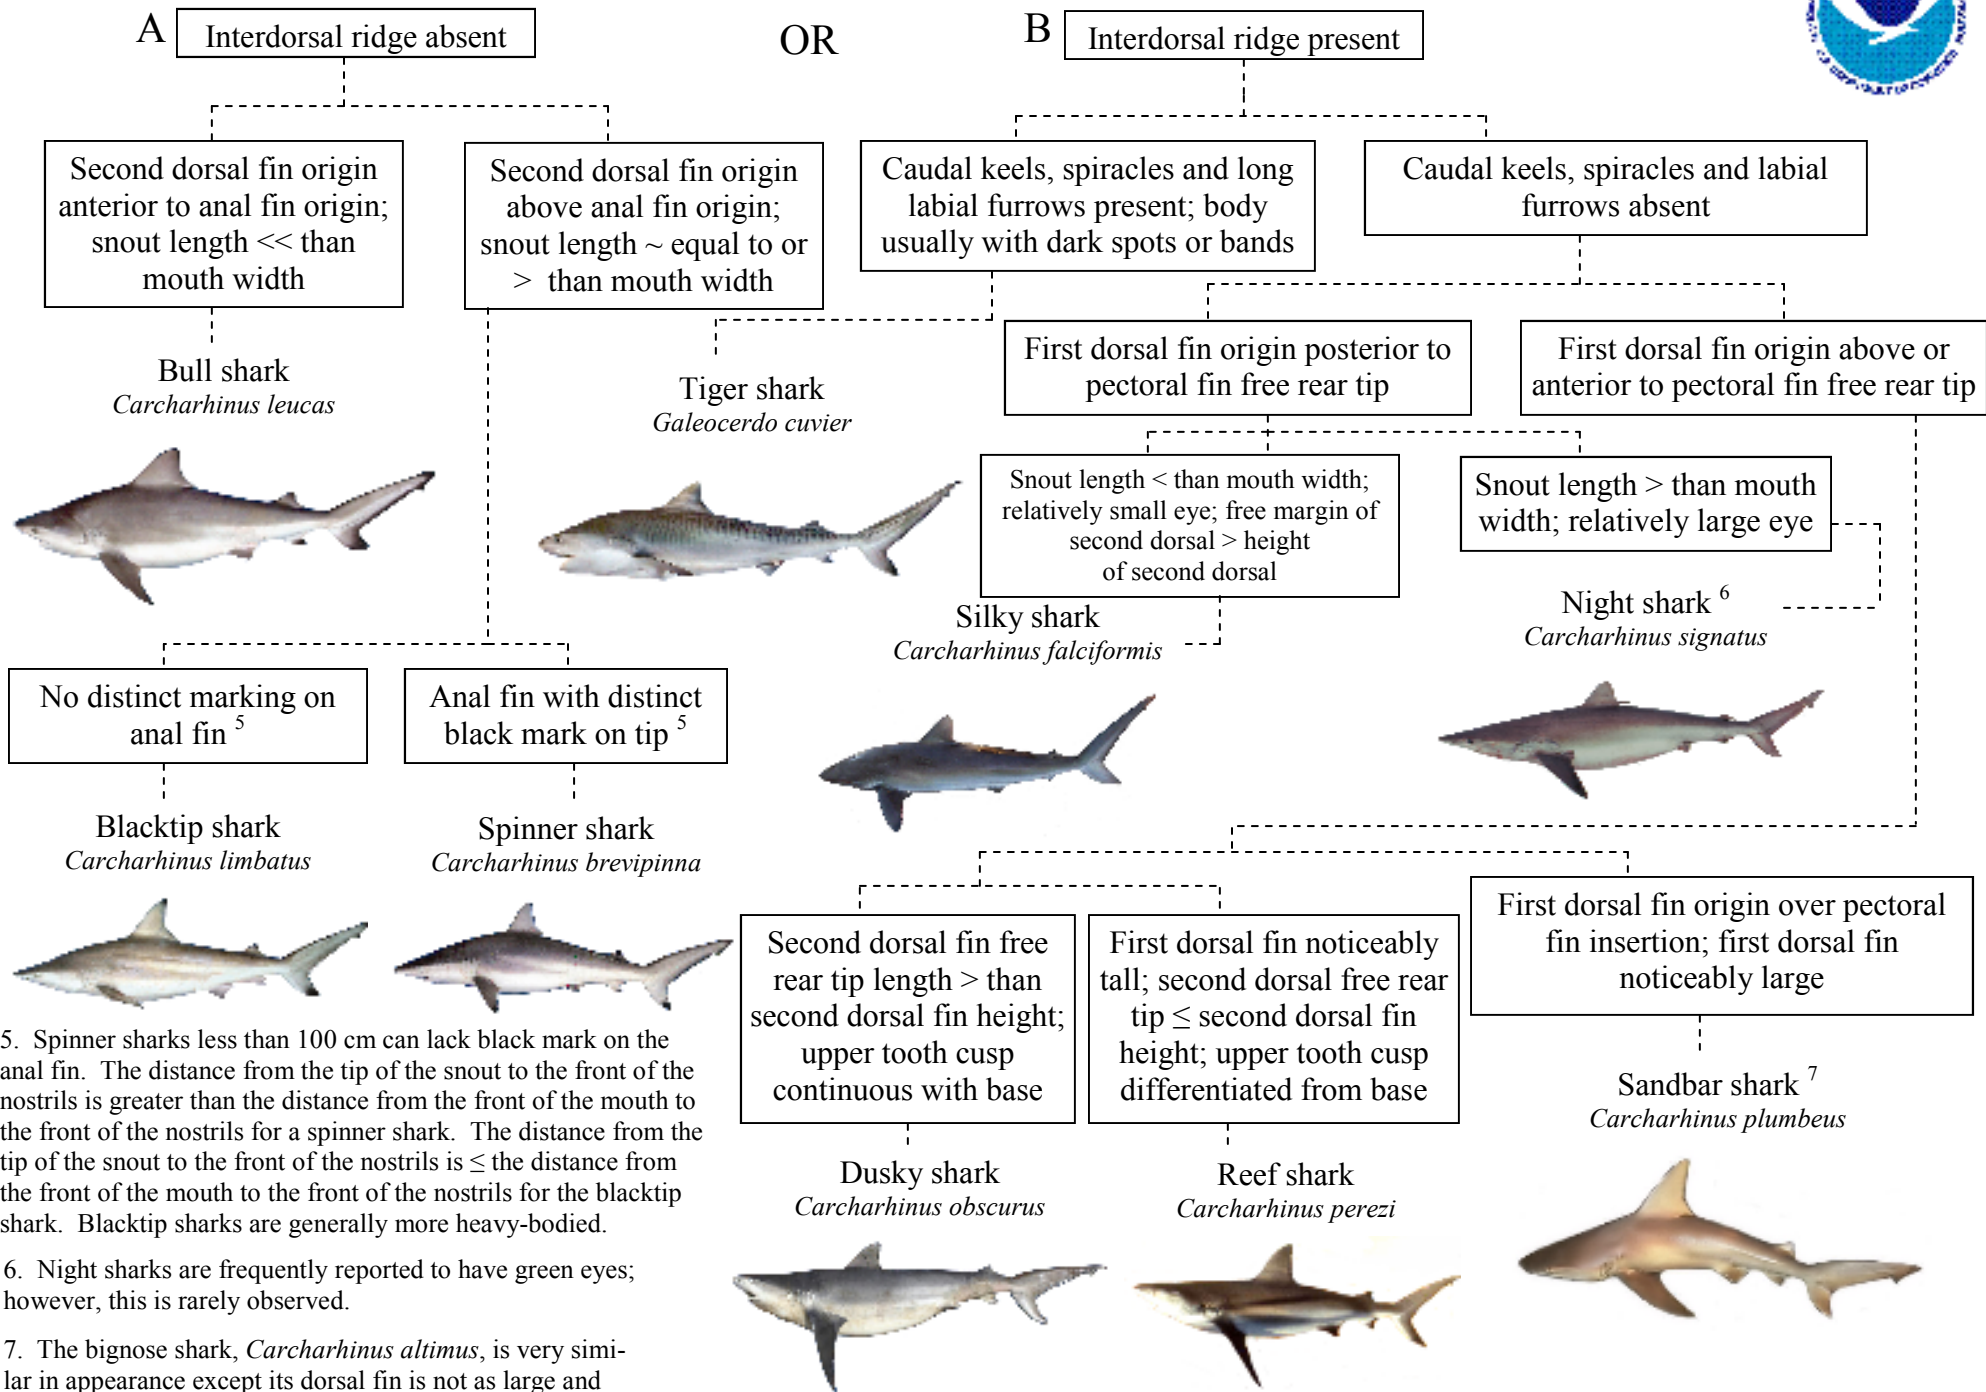 A
Interdorsal ridge absent
OR
B
Interdorsal ridge present
Second dorsal fin origin
anterior to anal fin origin;
snout length << than
mouth width
Second dorsal fin origin
above anal fin origin;
snout length ~ equal to or
> than mouth width
Caudal keels, spiracles and long
labial furrows present; body
usually with dark spots or bands
Caudal keels, spiracles and labial
furrows absent
Bull shark
Carcharhinus leucas
Tiger shark
Galeocerdo cuvier
First dorsal fin origin posterior to
pectoral fin free rear tip
First dorsal fin origin above or
anterior to pectoral fin free rear tip
Snout length < than mouth width;
relatively small eye; free margin of
second dorsal > height
of second dorsal
Snout length > than mouth
width; relatively large eye
Silky shark
Carcharhinus falciformis
Night shark 6
Carcharhinus signatus
No distinct marking on
anal fin 5
Anal fin with distinct
black mark on tip 5
Blacktip shark
Carcharhinus limbatus
Spinner shark
Carcharhinus brevipinna
Second dorsal fin free
rear tip length > than
second dorsal fin height;
upper tooth cusp
continuous with base
First dorsal fin noticeably
tall; second dorsal free rear
tip ≤ second dorsal fin
height; upper tooth cusp
differentiated from base
First dorsal fin origin over pectoral
fin insertion; first dorsal fin
noticeably large
Dusky shark
Carcharhinus obscurus
Reef shark
Carcharhinus perezi
Sandbar shark 7
Carcharhinus plumbeus
5. Spinner sharks less than 100 cm can lack black mark on the
anal fin. The distance from the tip of the snout to the front of the
nostrils is greater than the distance from the front of the mouth to
the front of the nostrils for a spinner shark. The distance from the
tip of the snout to the front of the nostrils is ≤ the distance from
the front of the mouth to the front of the nostrils for the blacktip
shark. Blacktip sharks are generally more heavy-bodied.
6. Night sharks are frequently reported to have green eyes;
however, this is rarely observed.
7. The bignose shark, Carcharhinus altimus, is very simi-
lar in appearance except its dorsal fin is not as large and